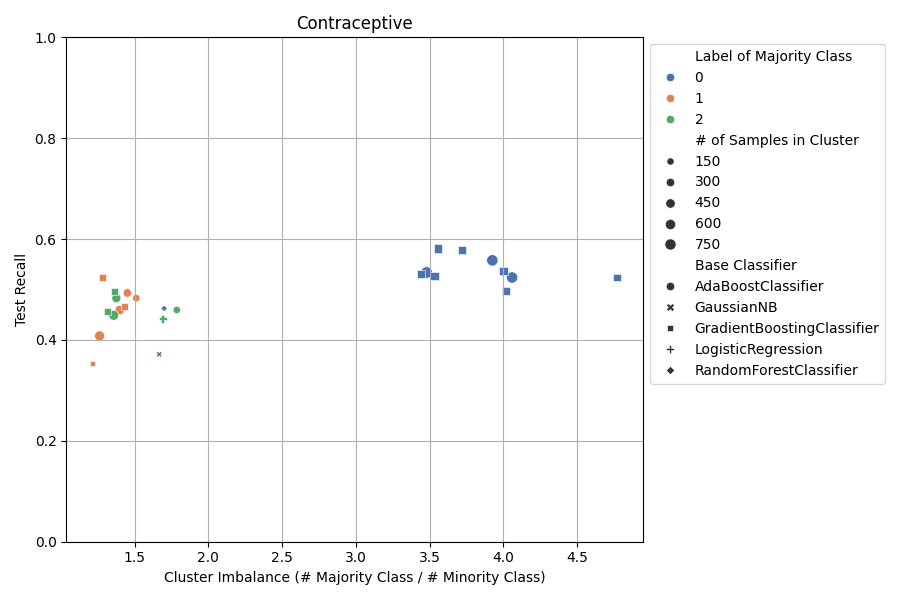 Contraceptive
1.0
0.8
0.6
0.4
0.2
0.0
Test Recall
1.5
2.0
2.5
3.0
3.5
4.0
4.5
Cluster Imbalance (# Majority Class / # Minority Class)
Label of Majority Class
0
1
2
# of Samples in Cluster
150
300
450
600
750
Base Classifier
AdaBoostClassifier
GaussianNB
GradientBoostingClassifier
LogisticRegression
RandomForestClassifier